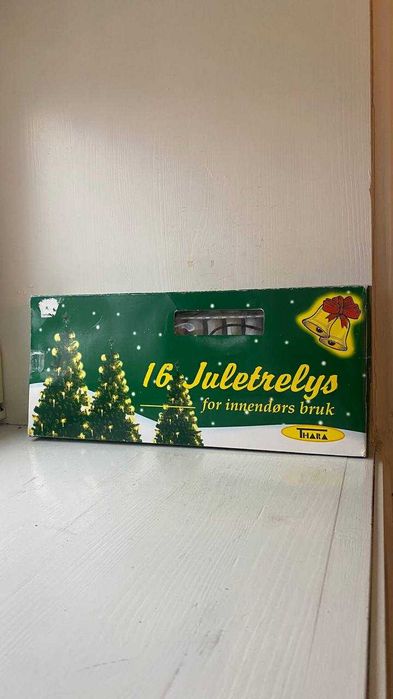 16 Juletrelys
for innendørs bruk
THARA